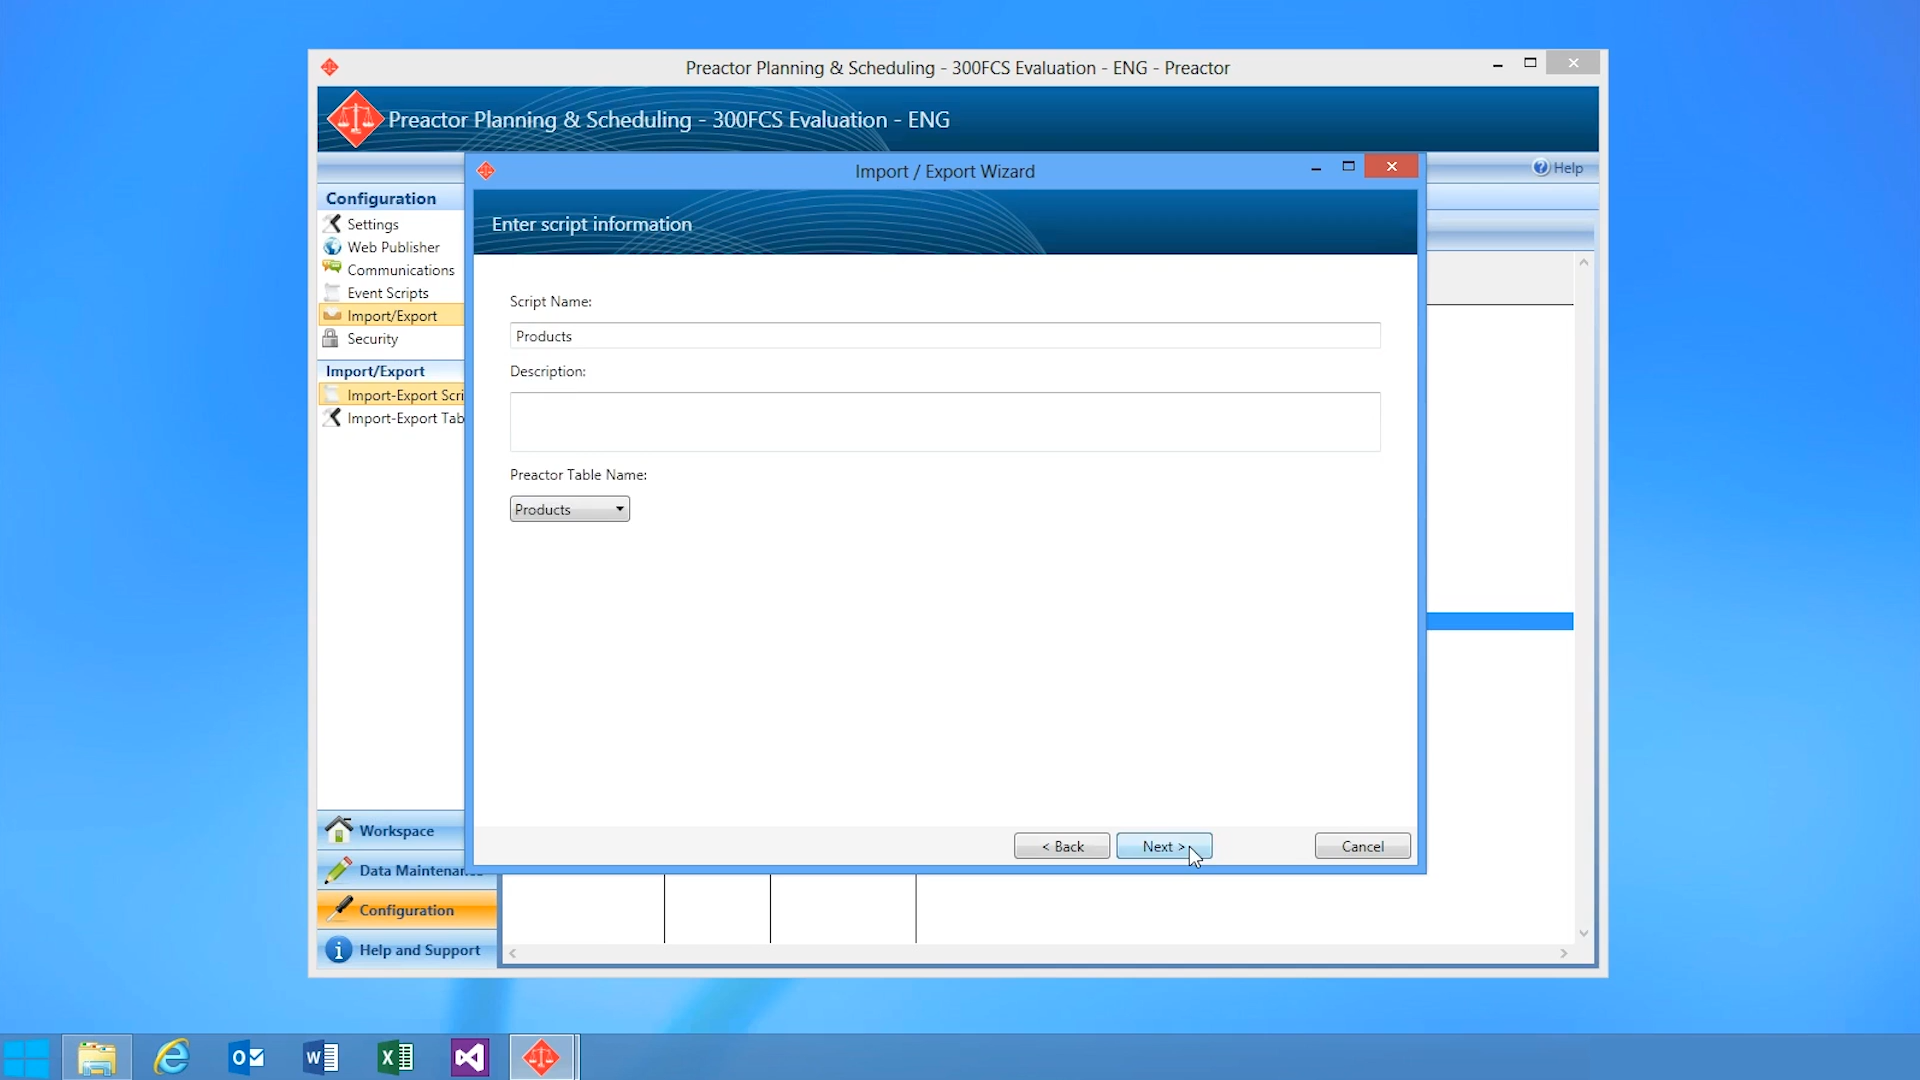 Preactor Planning & Scheduling - 300FCS Evaluation - ENG - Preactor
Preactor Planning & Scheduling - 300FCS Evaluation - ENG
Import / Export Wizard
Help
Configuration
Settings
Web Publisher
Communications
Event Scripts
Import/Export
Security
Import/Export
Import-Export Scri
Import-Export Tab
Enter script information
Script Name:
Products
Description:
Preactor Table Name:
Products
< Back
Next >
Cancel
Workspace
Data Maintenanc
Configuration
Help and Support